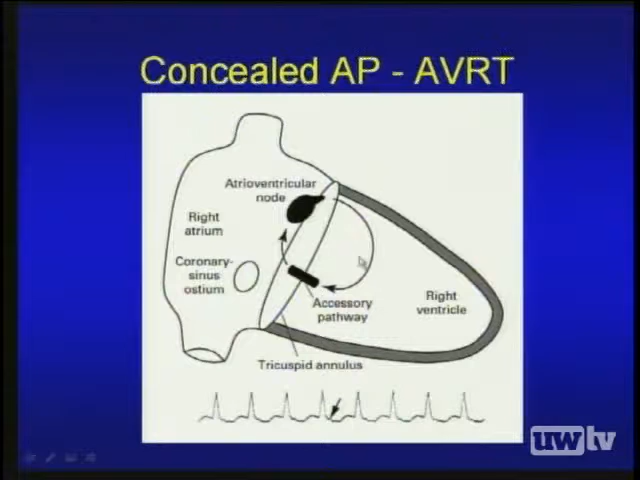 Concealed AP - AVRT
Atrioventricular
node
Right
atrium
Coronary-
sinus
ostium
Accessory
pathway
Right
ventricle
Tricuspid annulus
uwtv